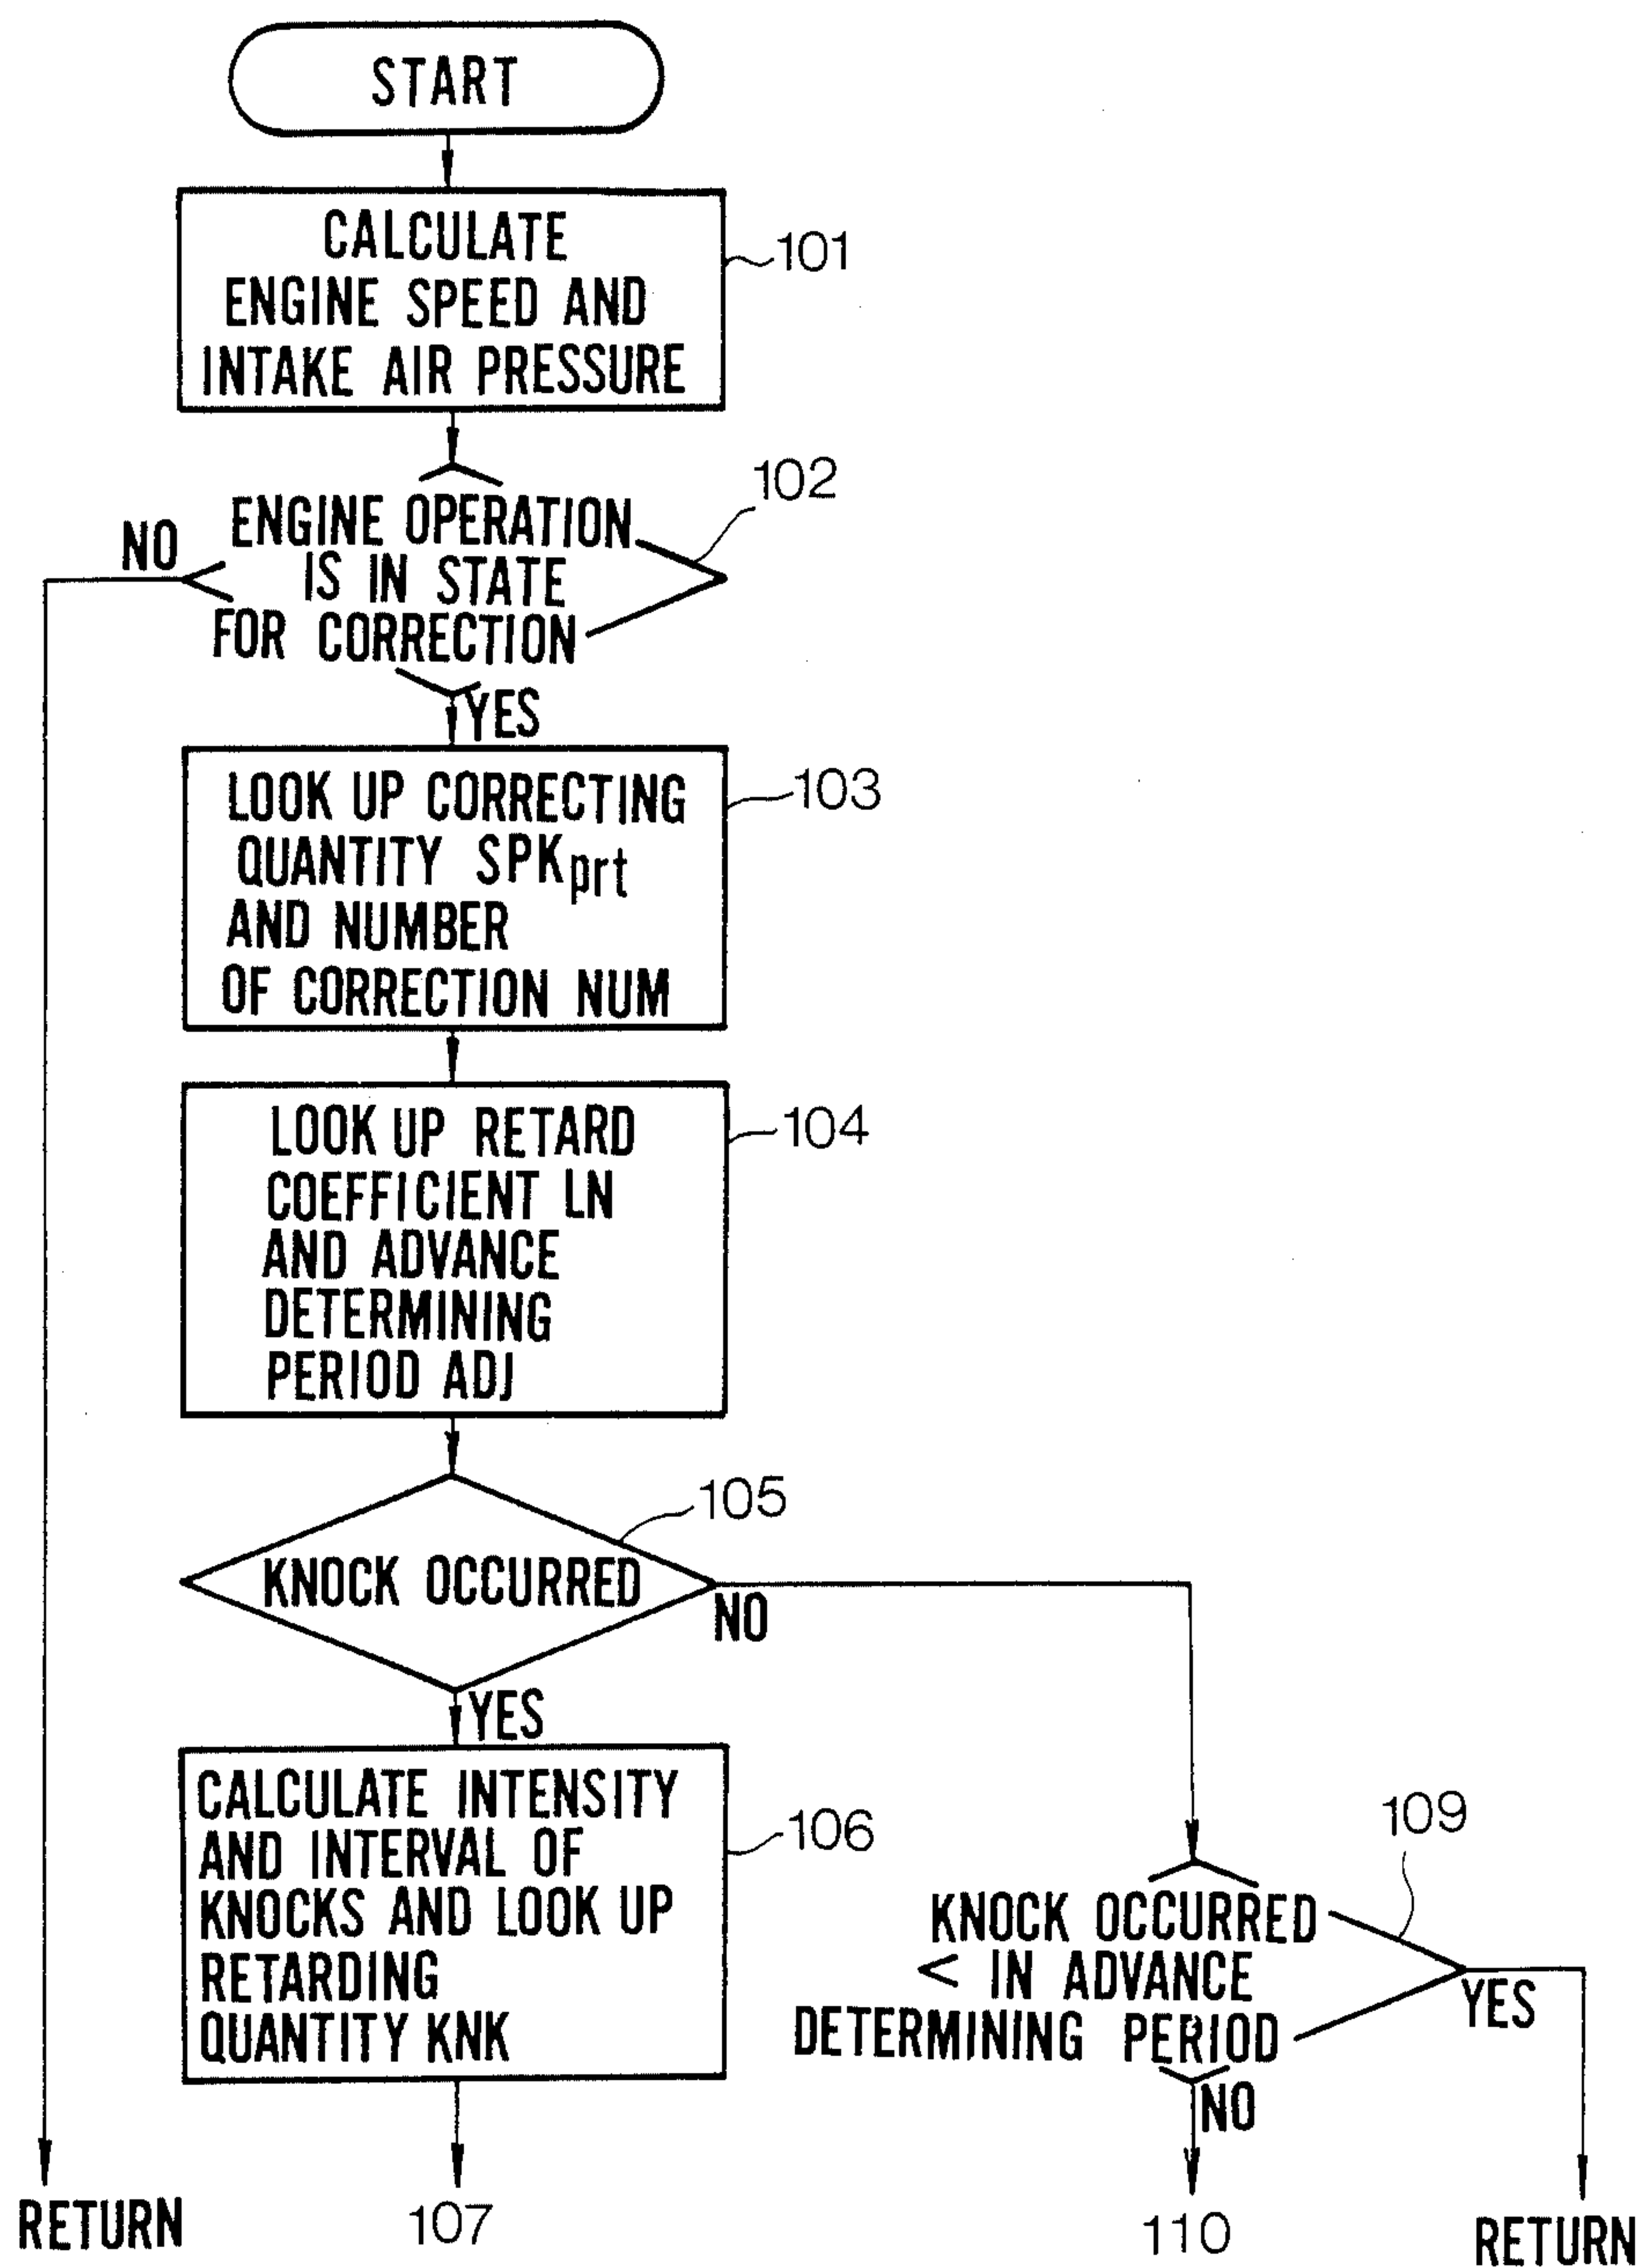 START
CALCULATE
ENGINE SPEED AND
INTAKE AIR PRESSURE
101
102
NO
ENGINE OPERATION
IS IN STATE
FOR CORRECTION
YES
LOOK UP CORRECTING
QUANTITY SPKprt
AND NUMBER
OF CORRECTION NUM
103
LOOK UP RETARD
COEFFICIENT LN
AND ADVANCE
DETERMINING
PERIOD ADJ
104
105
KNOCK OCCURRED
NO
YES
CALCULATE INTENSITY
AND INTERVAL OF
KNOCKS AND LOOK UP
RETARDING
QUANTITY KNK
106
109
KNOCK OCCURRED
IN ADVANCE
DETERMINING PERIOD
YES
NO
RETURN
107
110
RETURN